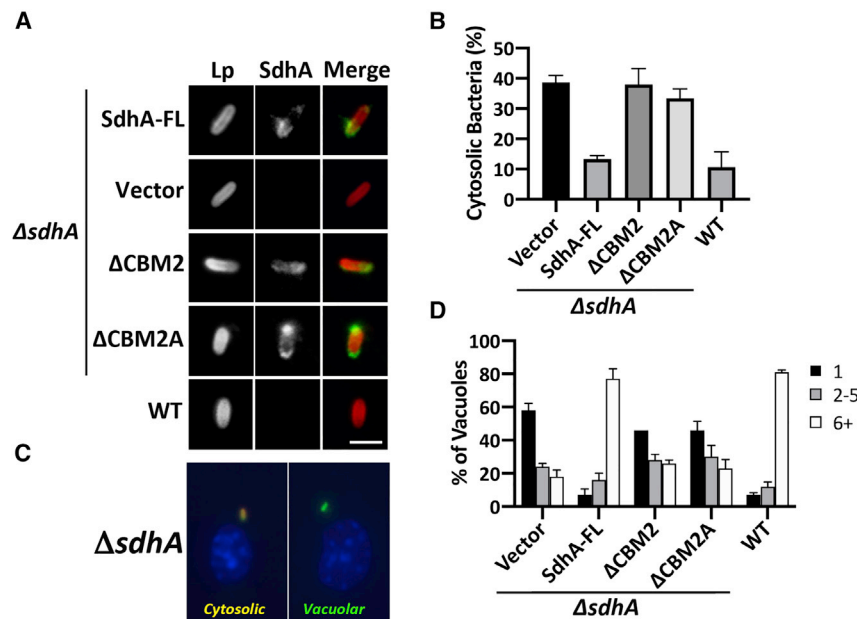 A
Lp SdhA Merge
SdhA-FL
Vector
ΔsdhA
ΔCBM2
ΔCBM2A
WT
B
Cytosolic Bacteria (%)
50
40
30
20
10
0
Vector SdhA-FL ΔCBM2 ΔCBM2A WT
ΔsdhA
C
ΔsdhA
Cytosolic Vacuolar
D
% of Vacuoles
100
80
60
40
20
0
1
2-5
6+
Vector SdhA-FL ΔCBM2 ΔCBM2A WT
ΔsdhA